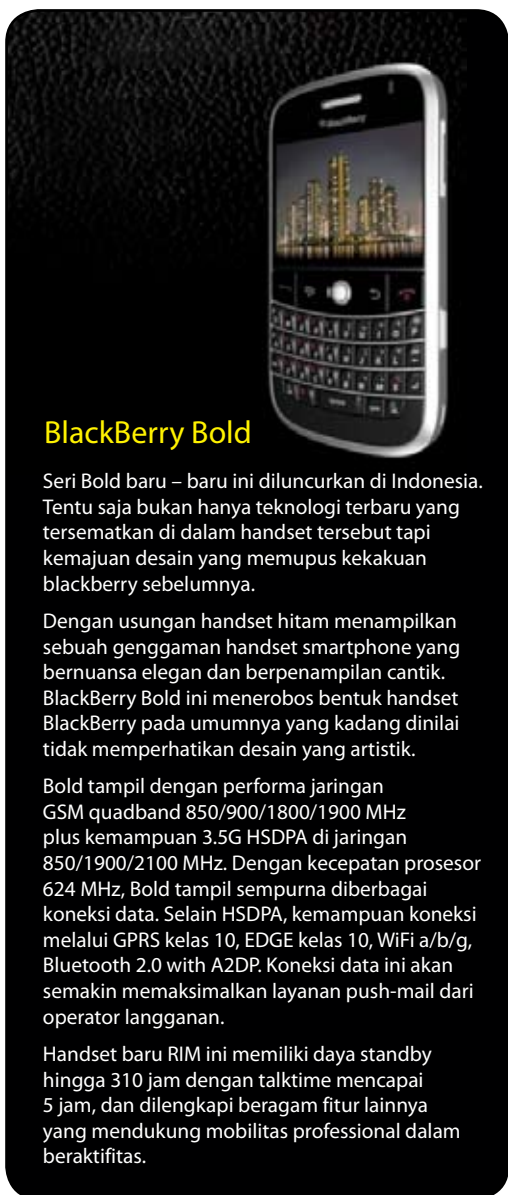 BlackBerry
BlackBerry Bold
Seri Bold baru – baru ini diluncurkan di Indonesia.
Tentu saja bukan hanya teknologi terbaru yang
tersematkan di dalam handset tersebut tapi
kemajuan desain yang memupus kekakuan
blackberry sebelumnya.
Dengan usungan handset hitam menampilkan
sebuah genggaman handset smartphone yang
bernuansa elegan dan berpenampilan cantik.
BlackBerry Bold ini menerobos bentuk handset
BlackBerry pada umumnya yang kadang dinilai
tidak memperhatikan desain yang artistik.
Bold tampil dengan performa jaringan
GSM quadband 850/900/1800/1900 MHz
plus kemampuan 3.5G HSDPA di jaringan
850/1900/2100 MHz. Dengan kecepatan prosesor
624 MHz, Bold tampil sempurna diberbagai
koneksi data. Selain HSDPA, kemampuan koneksi
melalui GPRS kelas 10, EDGE kelas 10, WiFi a/b/g,
Bluetooth 2.0 with A2DP. Koneksi data ini akan
semakin memaksimalkan layanan push-mail dari
operator langganan.
Handset baru RIM ini memiliki daya standby
hingga 310 jam dengan talktime mencapai
5 jam, dan dilengkapi beragam fitur lainnya
yang mendukung mobilitas professional dalam
beraktifitas.